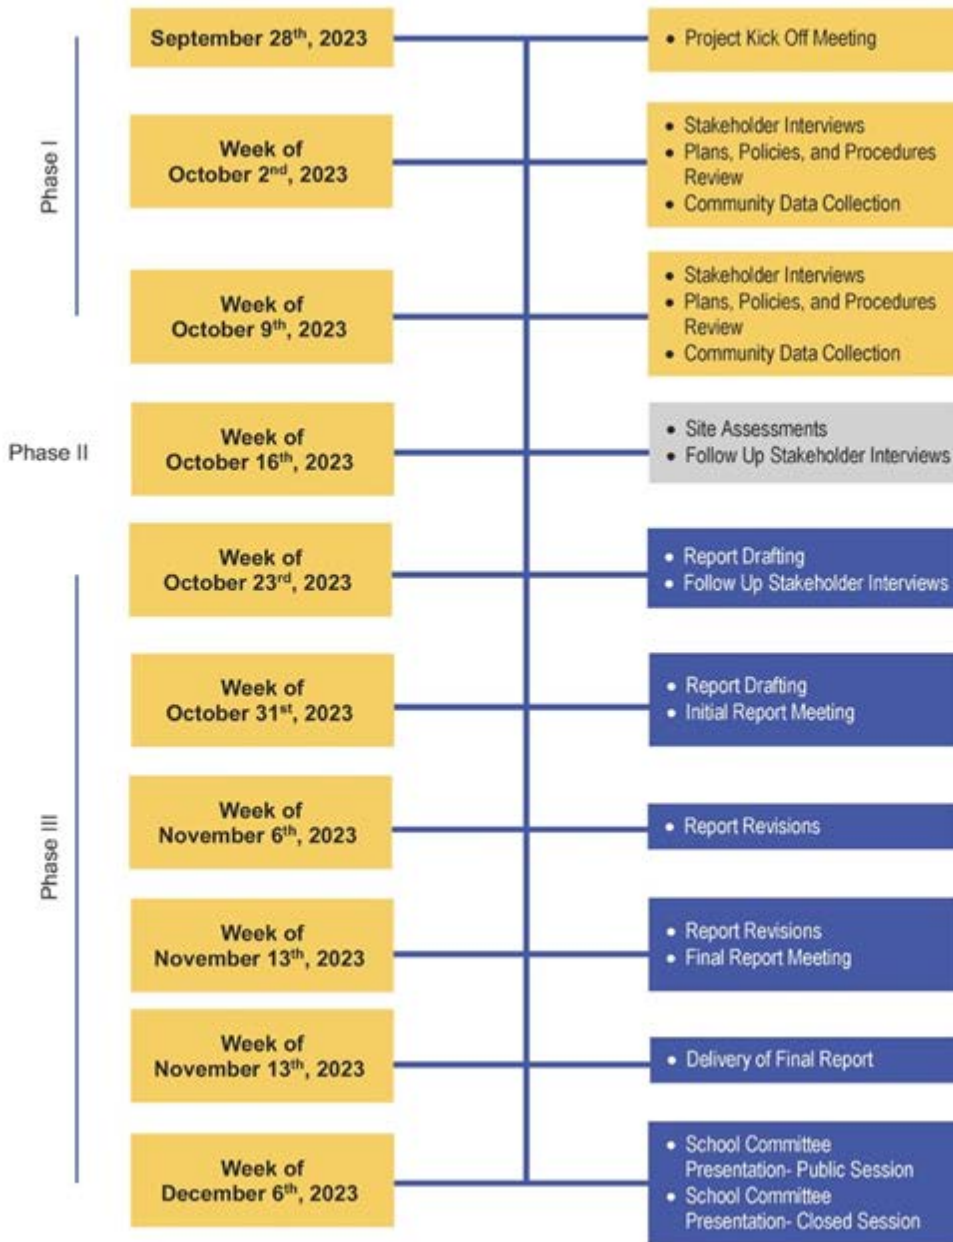 September 28th, 2023
• Project Kick Off Meeting
Phase I
Week of
October 2nd, 2023
• Stakeholder Interviews
• Plans, Policies, and Procedures
Review
• Community Data Collection
Week of
October 9th, 2023
• Stakeholder Interviews
• Plans, Policies, and Procedures
Review
• Community Data Collection
Phase II
Week of
October 16th, 2023
• Site Assessments
• Follow Up Stakeholder Interviews
Week of
October 23rd, 2023
• Report Drafting
• Follow Up Stakeholder Interviews
Phase III
Week of
October 31st, 2023
• Report Drafting
• Initial Report Meeting
Week of
November 6th, 2023
• Report Revisions
Week of
November 13th, 2023
• Report Revisions
• Final Report Meeting
Week of
November 13th, 2023
• Delivery of Final Report
Week of
December 6th, 2023
• School Committee
Presentation- Public Session
• School Committee
Presentation- Closed Session